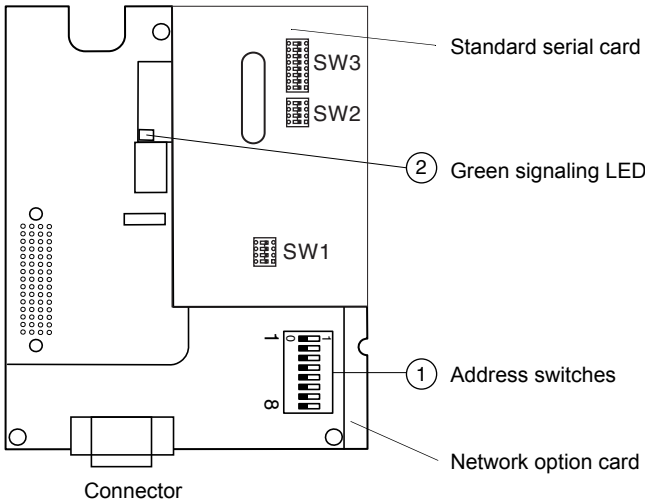 Standard serial card
SW3
SW2
2 Green signaling LED
SW1
1 0 1
1 Address switches
8
Network option card
Connector